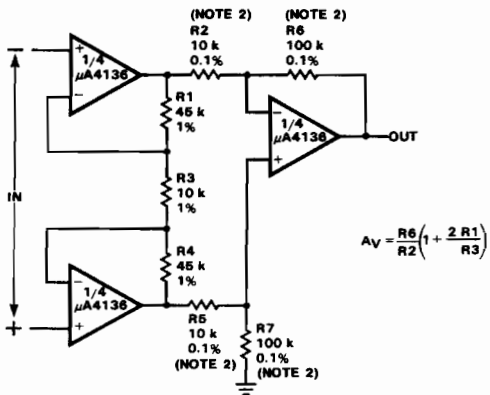 (NOTE 2)
R2
10 k
0.1%
(NOTE 2)
R6
100 k
0.1%
+
1/4
μA4136
−
R1
45 k
1%
−
1/4
μA4136
+
OUT
IN
R3
10 k
1%
AV = R6/R2 (1 + 2 R1/R3)
R4
45 k
1%
−
1/4
μA4136
+
+
R5
10 k
0.1%
(NOTE 2)
R7
100 k
0.1%
(NOTE 2)